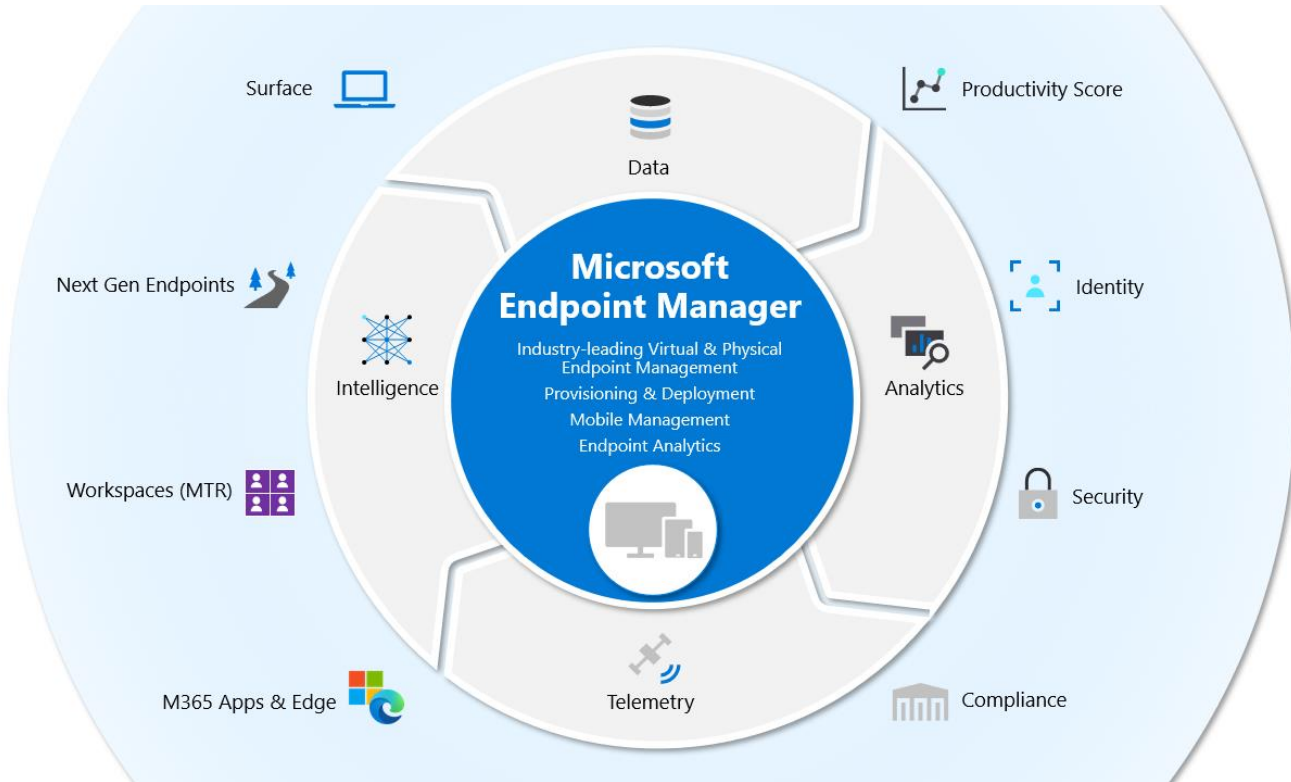 Surface
Productivity Score
Data
Microsoft
Endpoint Manager
Industry-leading Virtual & Physical
Endpoint Management
Provisioning & Deployment
Mobile Management
Endpoint Analytics
Next Gen Endpoints
Identity
Intelligence
Analytics
Workspaces (MTR)
Security
M365 Apps & Edge
Telemetry
Compliance